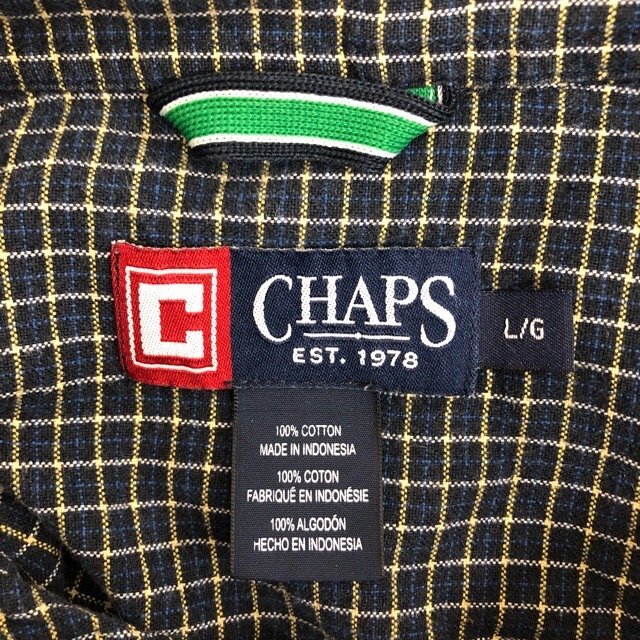 C
CHAPS
EST. 1978
L/G
100% COTTON
MADE IN INDONESIA
100% COTON
FABRIQUÉ EN INDONÉSIE
100% ALGODÓN
HECHO EN INDONESIA